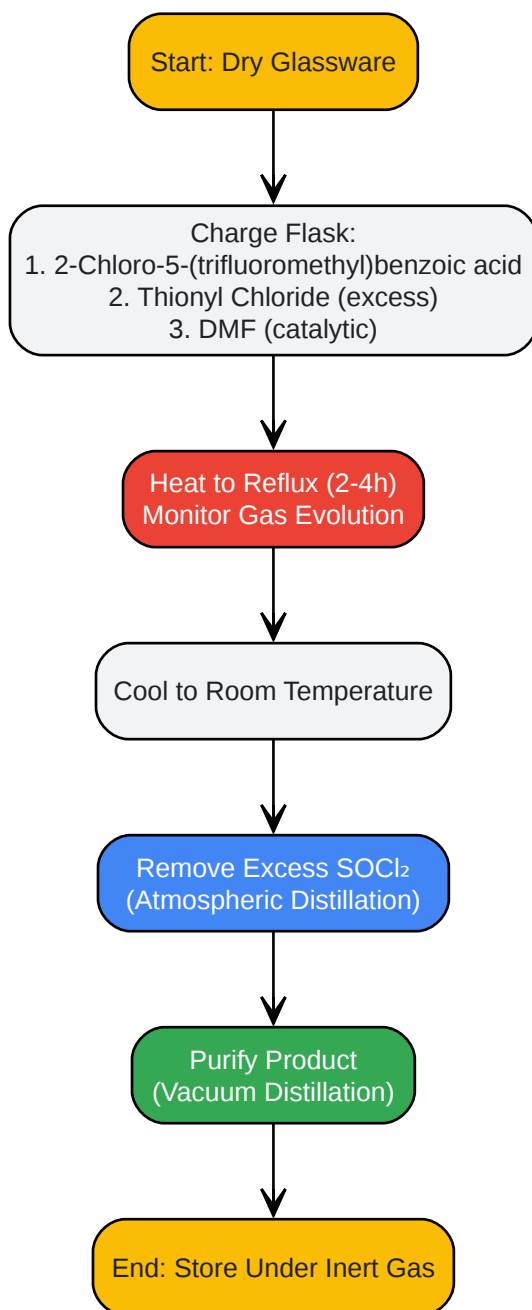 Start: Dry Glassware
Charge Flask:
1. 2-Chloro-5-(trifluoromethyl)benzoic acid
2. Thionyl Chloride (excess)
3. DMF (catalytic)
Heat to Reflux (2-4h)
Monitor Gas Evolution
Cool to Room Temperature
Remove Excess SOCl₂
(Atmospheric Distillation)
Purify Product
(Vacuum Distillation)
End: Store Under Inert Gas